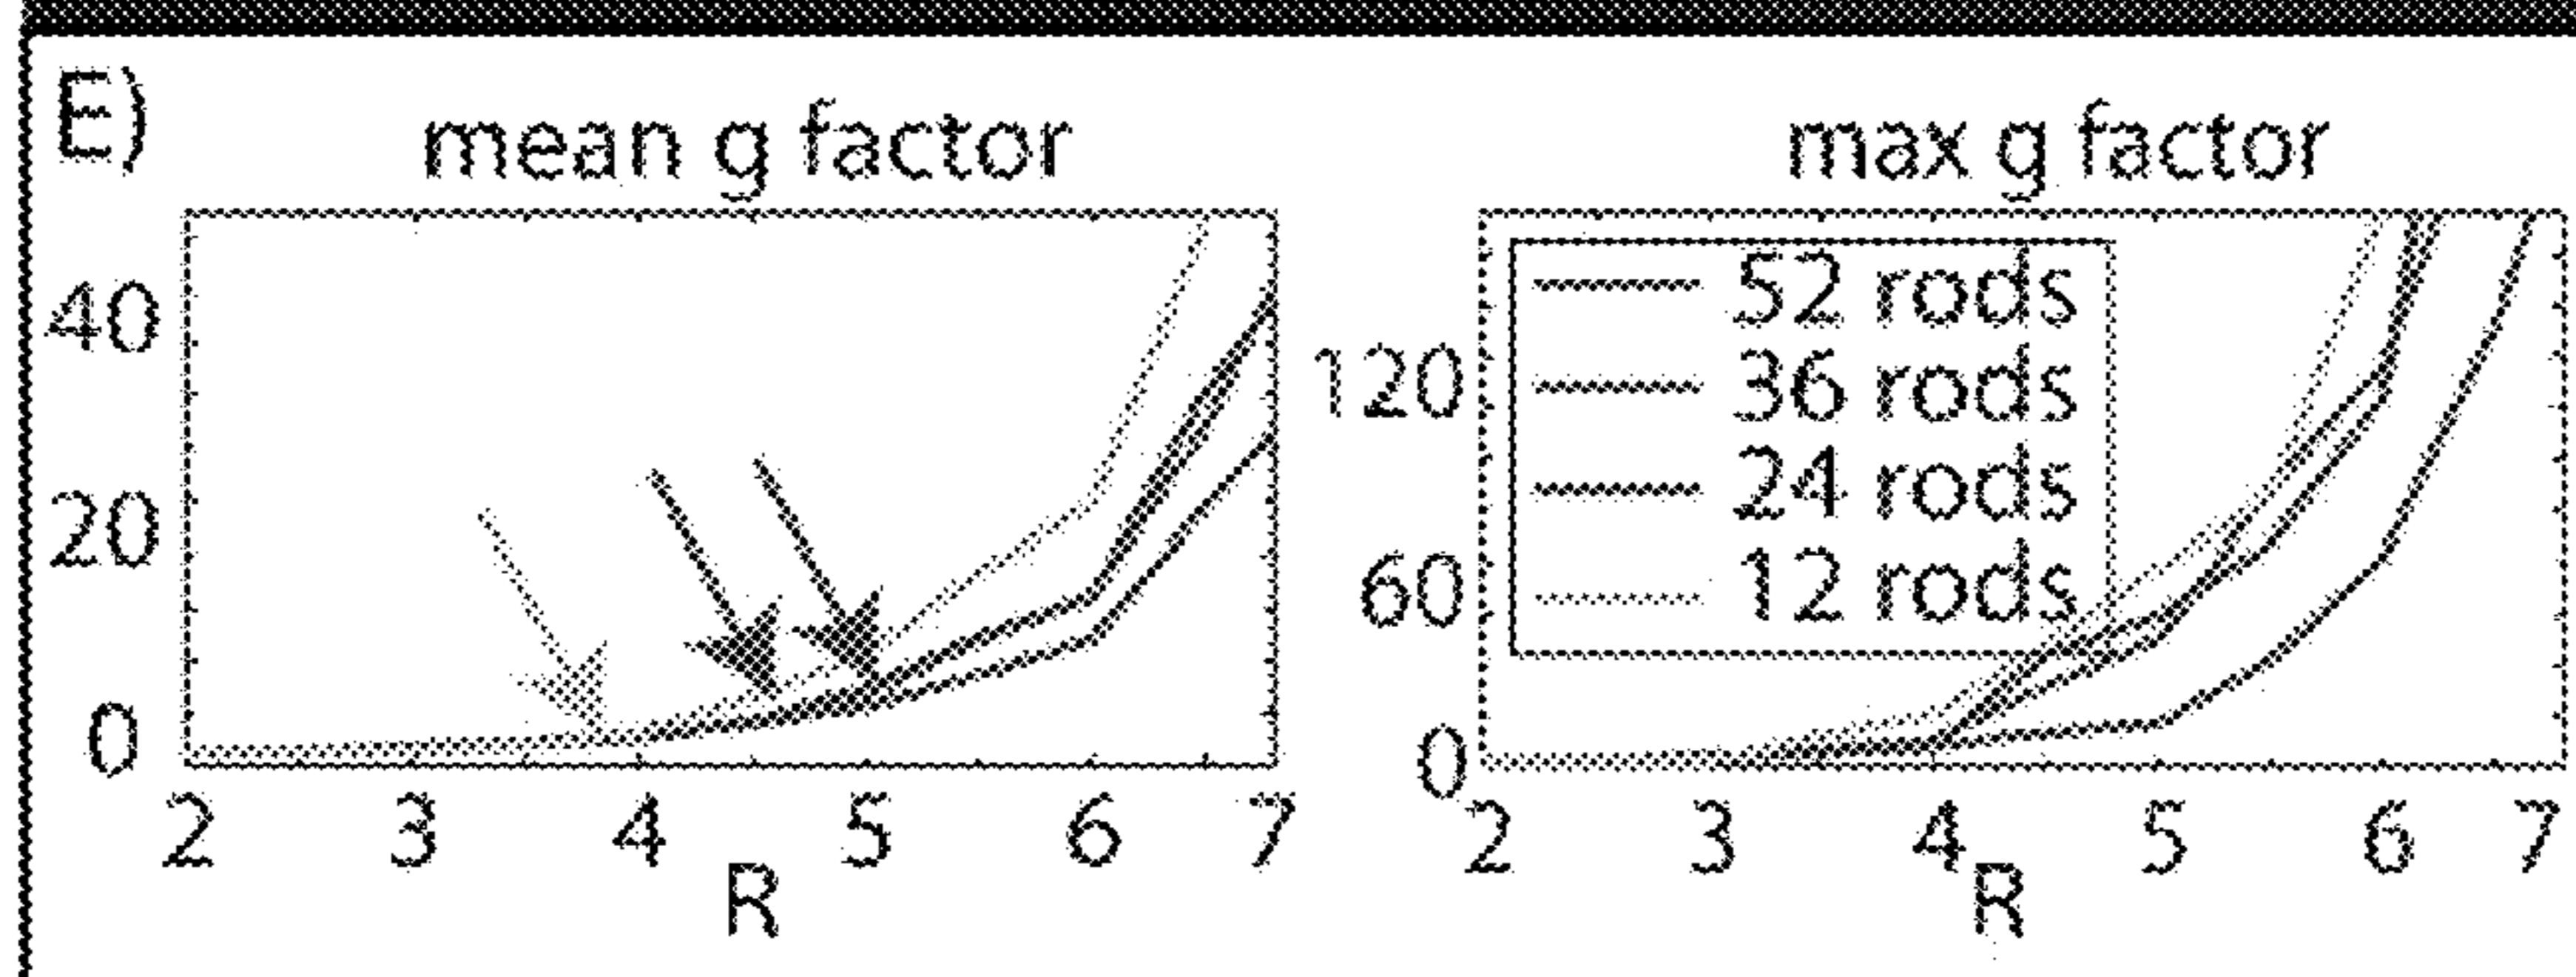 E)
mean g factor
max g factor
40
20
0
2 3 4 5 6 7
R
120
60
0
52 rods
36 rods
24 rods
12 rods
2 3 4 5 6 7
R